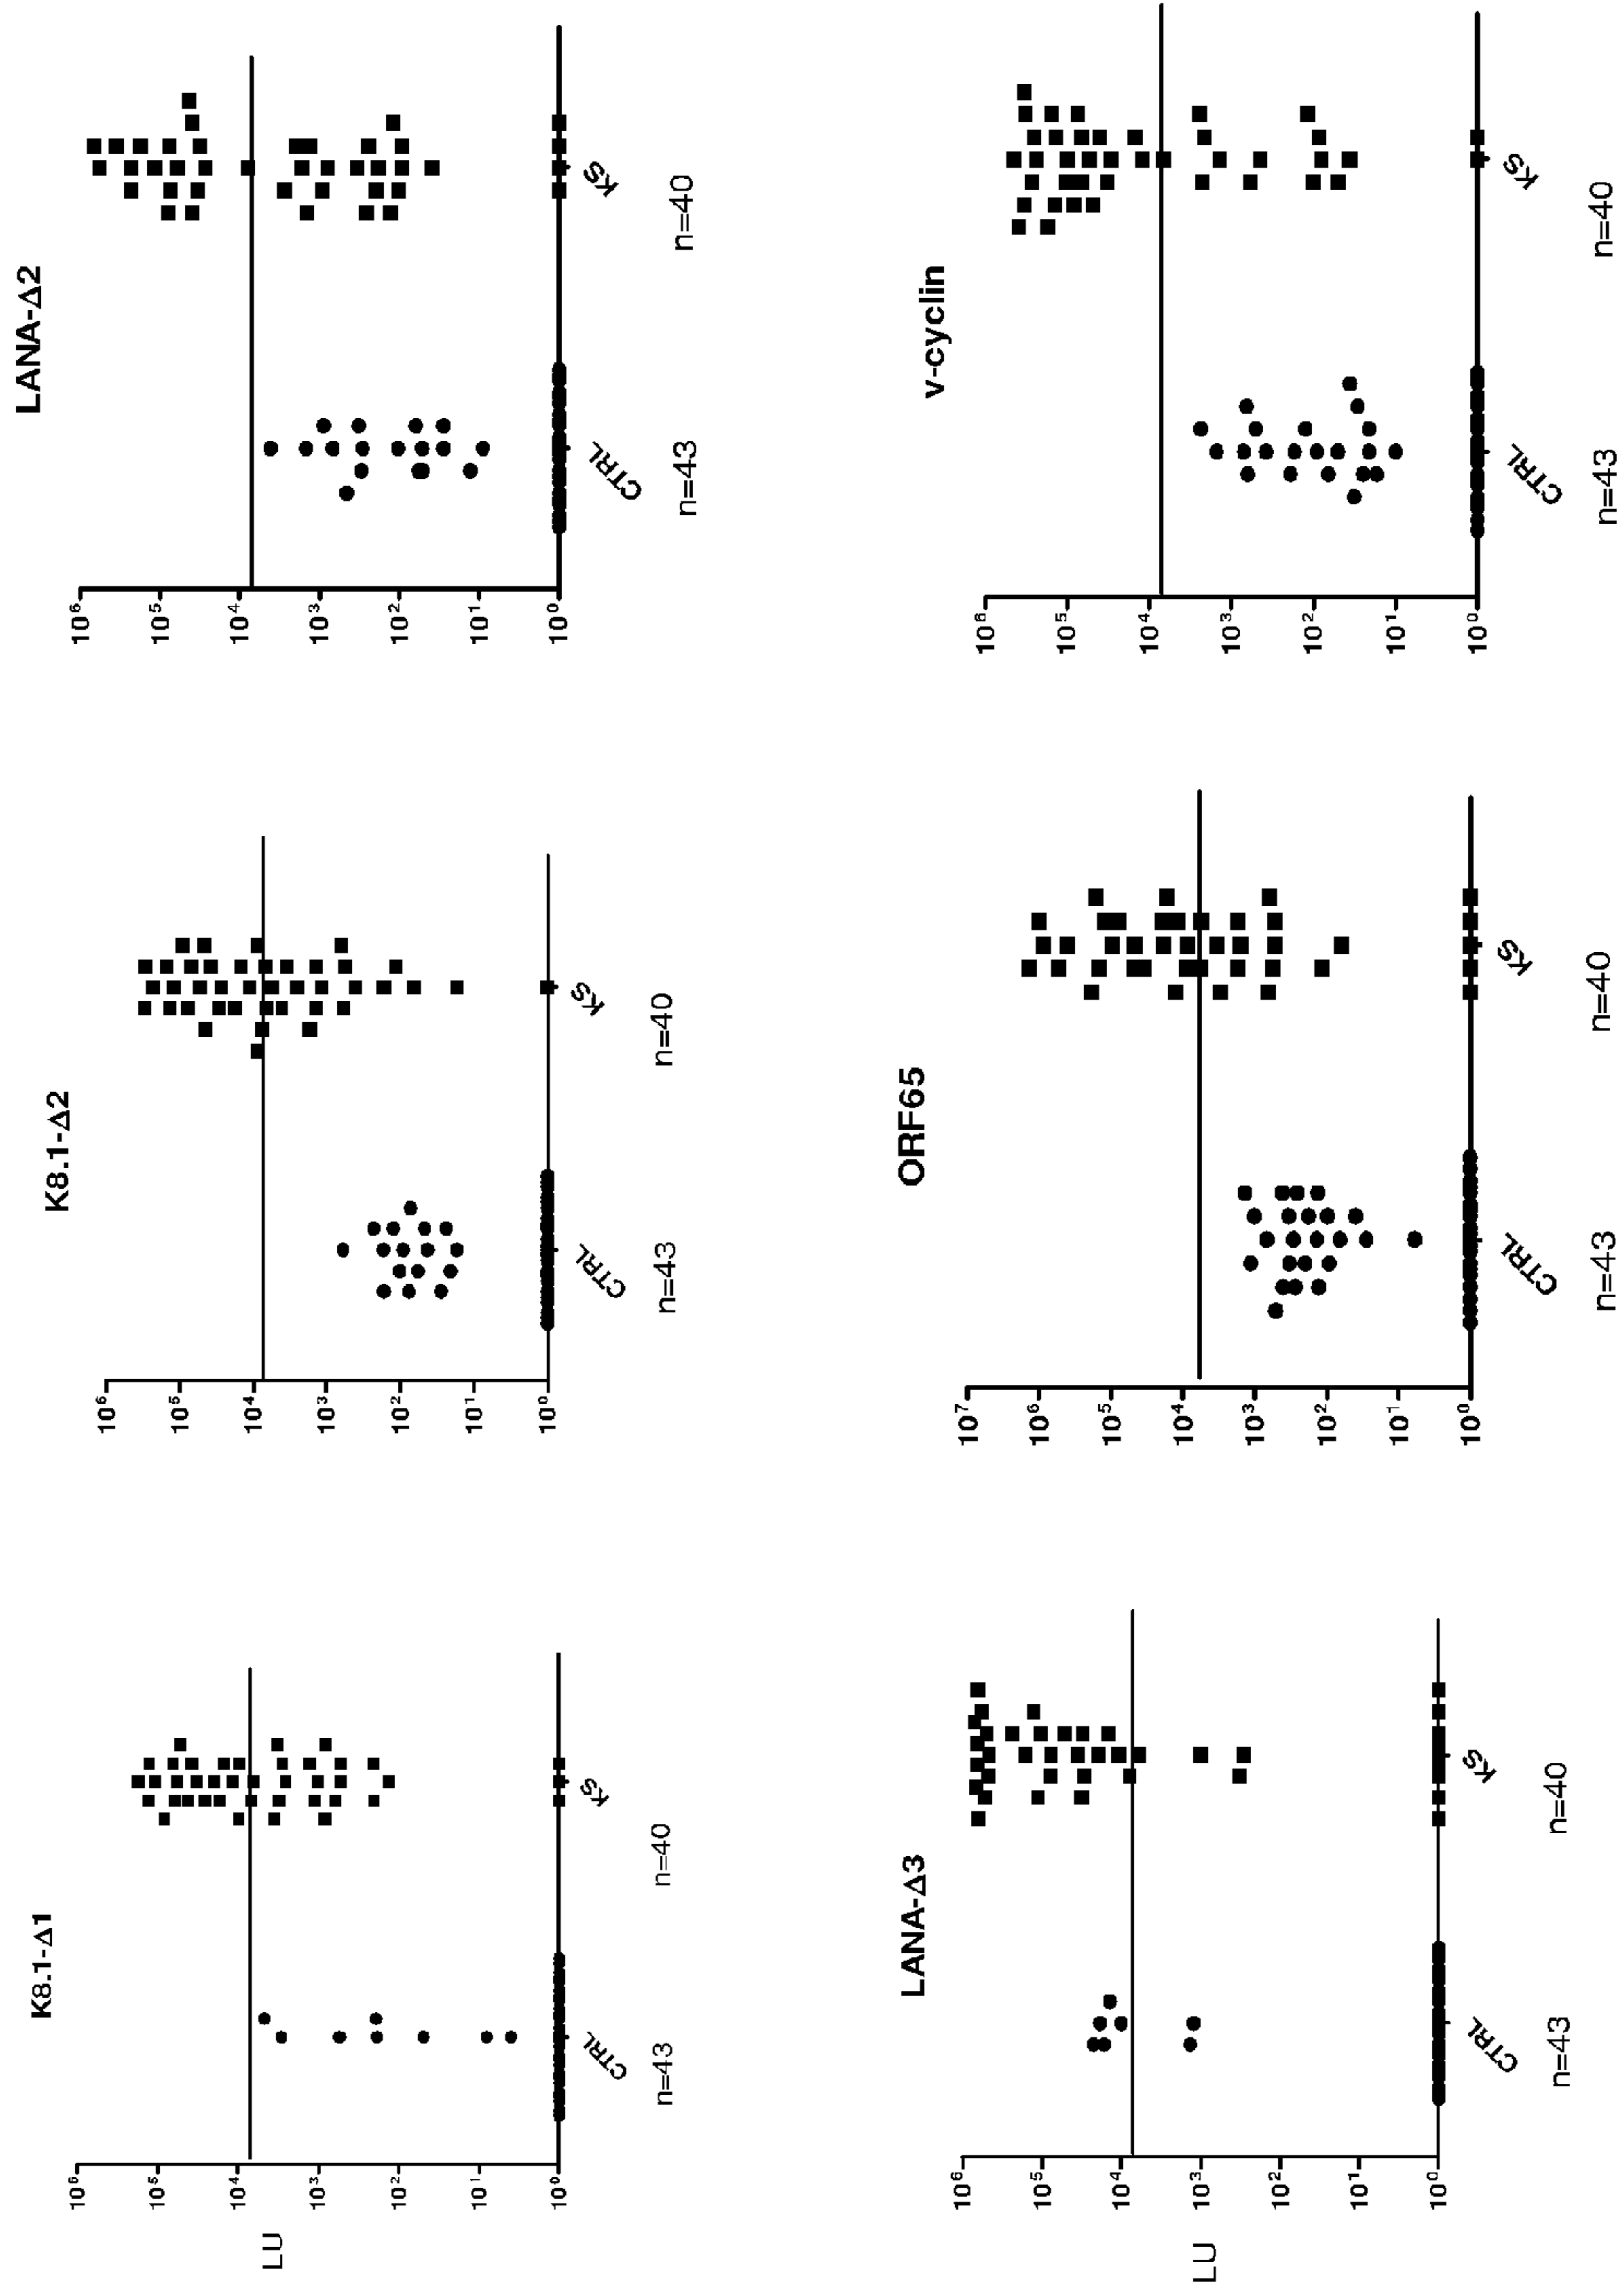 K8.1-Δ1
LU
10⁶
10⁵
10⁴
10³
10²
10¹
10⁰
CTRL KS
n=43 n=40
K8.1-Δ2
10⁶
10⁵
10⁴
10³
10²
10¹
10⁰
CTRL KS
n=43 n=40
LANA-Δ2
10⁶
10⁵
10⁴
10³
10²
10¹
10⁰
CTRL KS
n=43 n=40
LANA-Δ3
LU
10⁶
10⁵
10⁴
10³
10²
10¹
10⁰
CTRL KS
n=43 n=40
ORF65
10⁷
10⁶
10⁵
10⁴
10³
10²
10¹
10⁰
CTRL KS
n=43 n=40
v-cyclin
10⁶
10⁵
10⁴
10³
10²
10¹
10⁰
CTRL KS
n=43 n=40